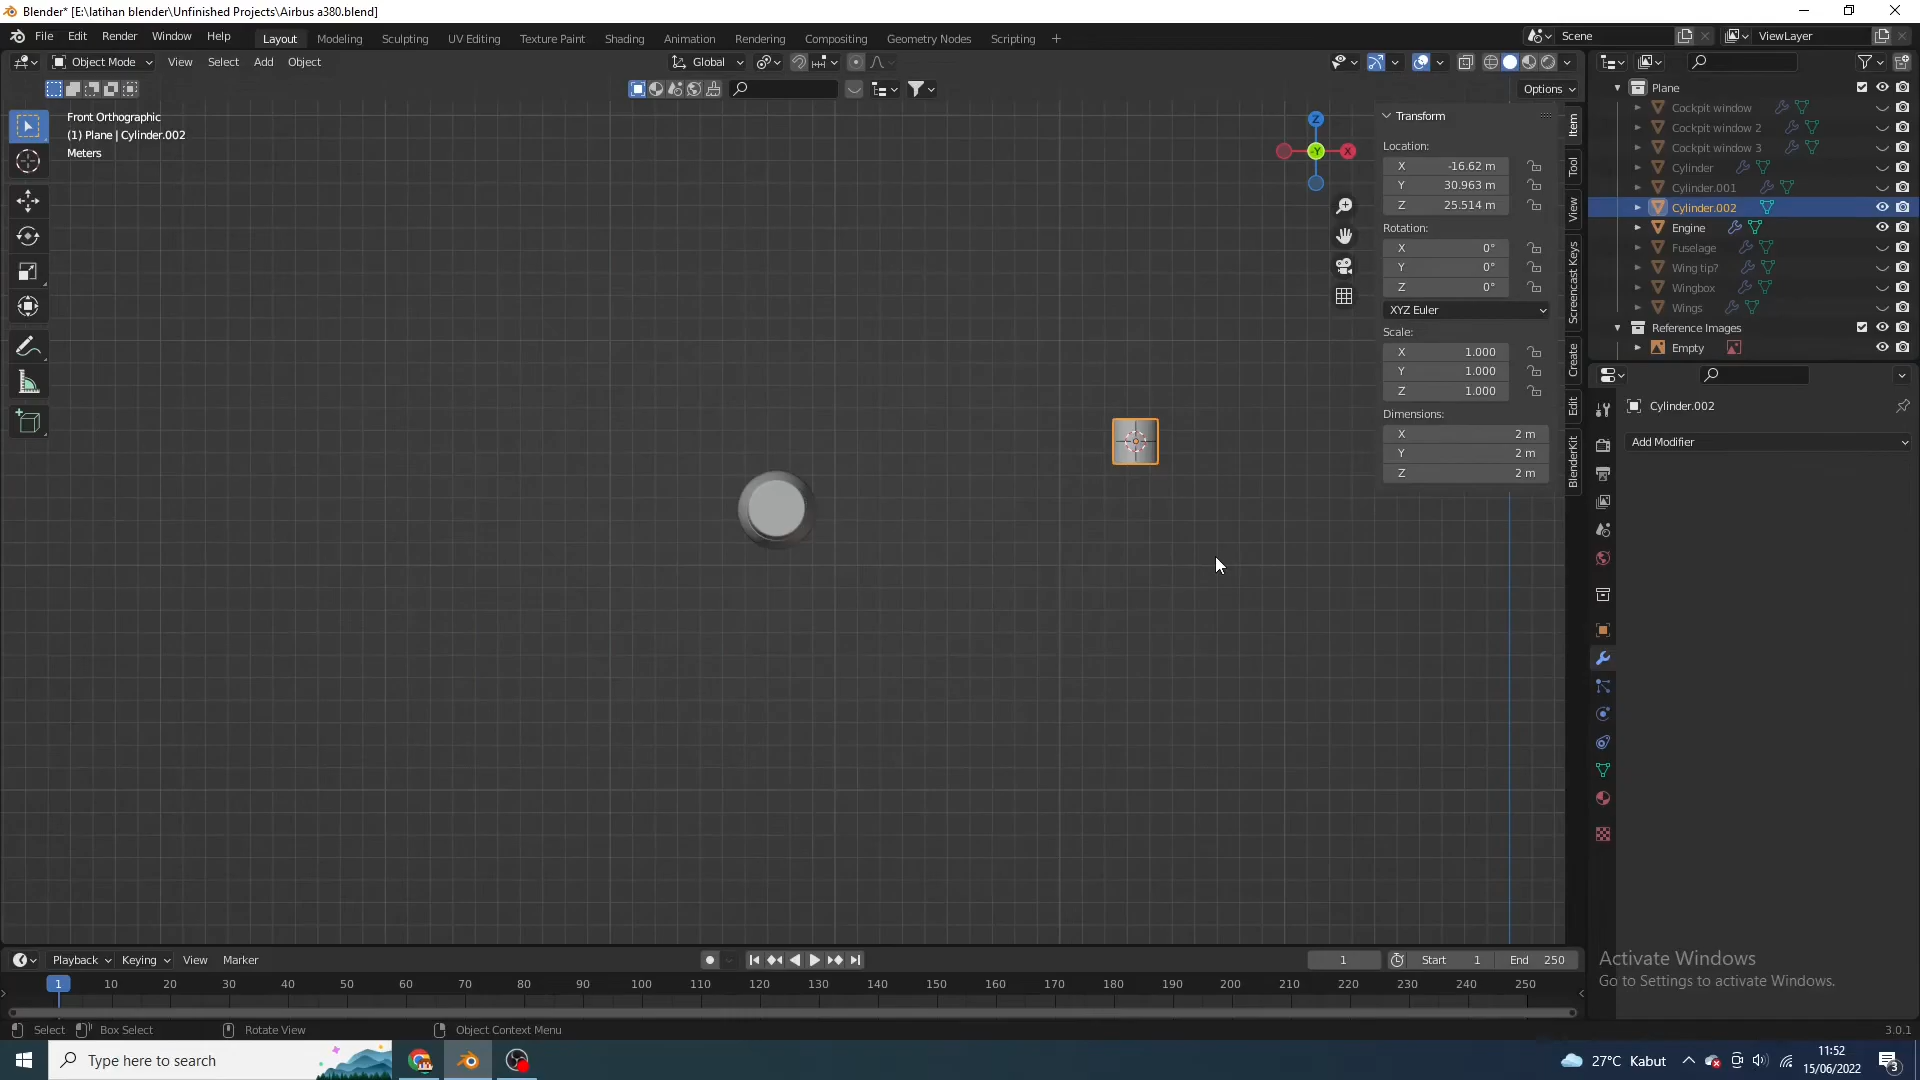 Blender* [E:\latihan blender\Unfinished Projects\Airbus a380.blend]
File Edit Render Window Help
Layout Modeling Sculpting UV Editing Texture Paint Shading Animation Rendering Compositing Geometry Nodes Scripting +
Scene
ViewLayer
Object Mode View Select Add Object
Global
Options
Front Orthographic
(1) Plane | Cylinder.002
Meters
Z
Y
X
Transform
Location:
X -16.62 m
Y 30.963 m
Z 25.514 m
Rotation:
X 0°
Y 0°
Z 0°
XYZ Euler
Scale:
X 1.000
Y 1.000
Z 1.000
Dimensions:
X 2 m
Y 2 m
Z 2 m
Item
Tool
View
Screencast Keys
Create
Edit
BlenderKit
Plane
Cockpit window
Cockpit window 2
Cockpit window 3
Cylinder
Cylinder.001
Cylinder.002
Engine
Fuselage
Wing tip?
Wingbox
Wings
Reference Images
Empty
Cylinder.002
Add Modifier
Activate Windows
Go to Settings to activate Windows.
Playback Keying View Marker
1
Start 1
End 250
1 10 20 30 40 50 60 70 80 90 100 110 120 130 140 150 160 170 180 190 200 210 220 230 240 250
Select Box Select Rotate View Object Context Menu
3.0.1
Type here to search
27°C Kabut
11:52
15/06/2022
3